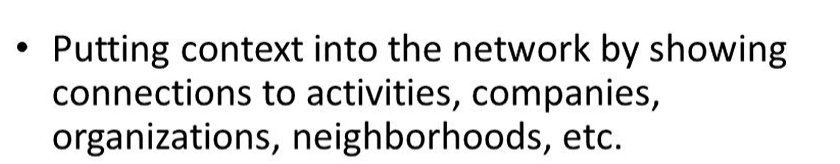 • Putting context into the network by showing
connections to activities, companies,
organizations, neighborhoods, etc.